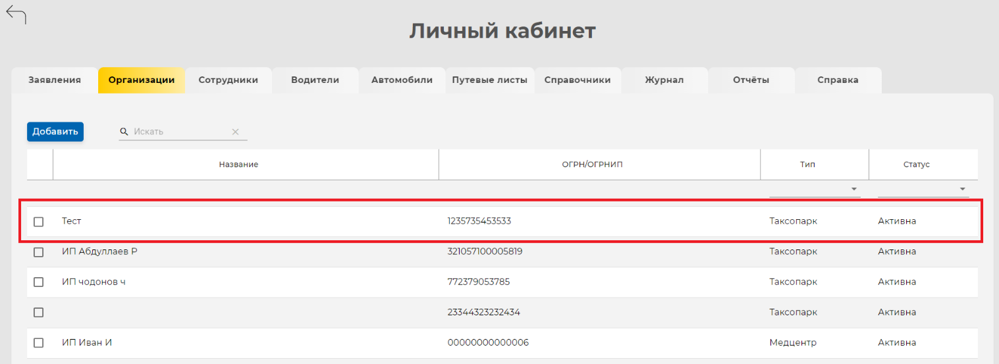 Личный кабинет
Заявления Организации Сотрудники Водители Автомобили Путевые листы Справочники Журнал Отчёты Справка
Добавить Искать
Название ОГРН/ОГРНИП Тип Статус
Тест 1235735453533 Таксопарк Активна
ИП Абдуллаев Р 321057100005819 Таксопарк Активна
ИП чодонов ч 772379053785 Таксопарк Активна
23344323232434 Таксопарк Активна
ИП Иван И 00000000000006 Медцентр Активна